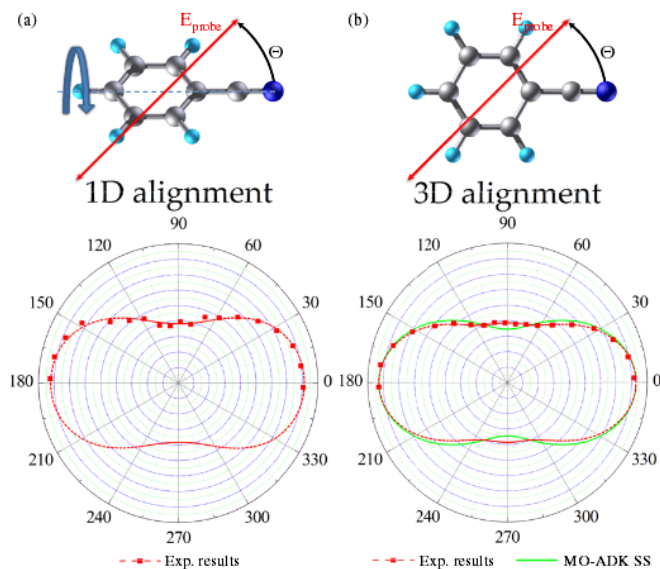 (a)
E_probe
Θ
1D alignment
90
120
60
150
30
180
0
210
330
240
300
270
Exp. results
(b)
E_probe
Θ
3D alignment
90
120
60
150
30
180
0
210
330
240
300
270
Exp. results
MO-ADK SS